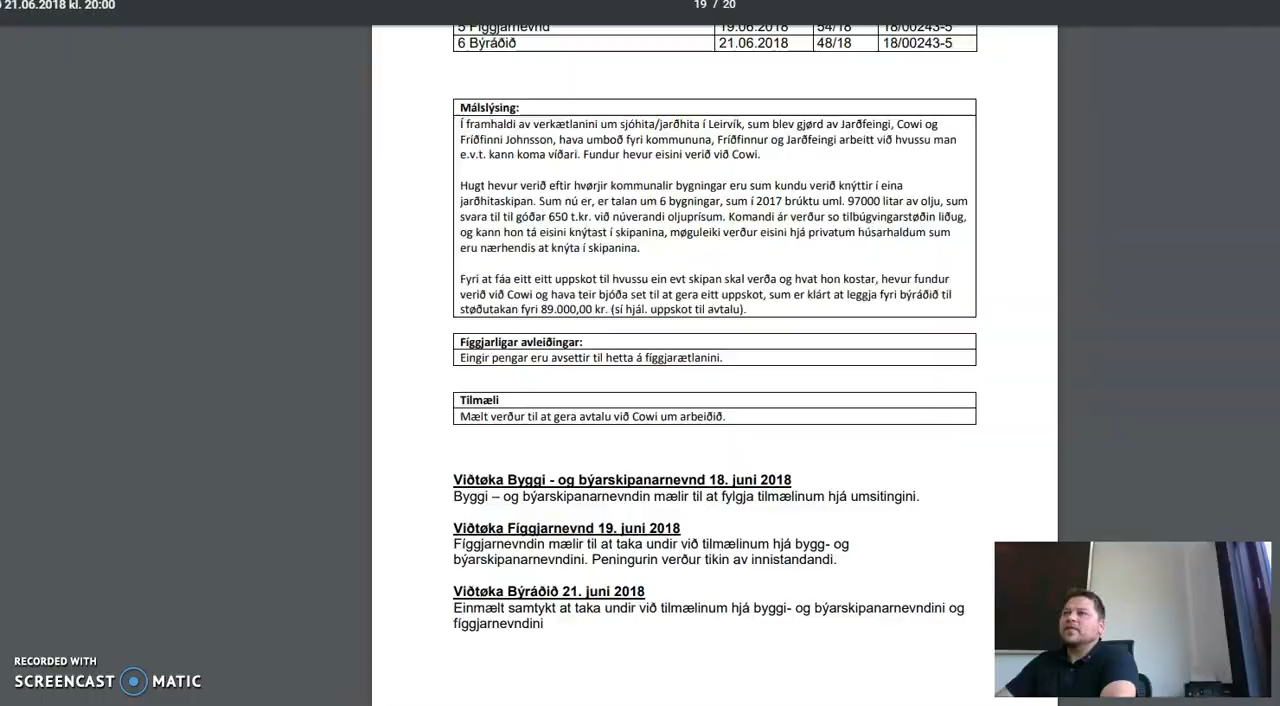 21.06.2018 kl. 20:00
19 / 20
5 Fíggjarnevnd 19.06.2018 54/18 18/00243-5
6 Býráðið 21.06.2018 48/18 18/00243-5
Málslýsing:
Í framhaldi av verkætlanini um sjóhita/jarðhita í Leirvík, sum blev gjørd av Jarðfeingi, Cowi og
Fríðfinni Johnsson, hava umboð fyri kommununa, Fríðfinnur og Jarðfeingi arbeitt við hvussu man
e.v.t. kann koma víðari. Fundur hevur eisini verið við Cowi.
Hugt hevur verið eftir hvørjir kommunalir bygningar eru sum kundu verið knýttir í eina
jarðhitaskipan. Sum nú er, er talan um 6 bygningar, sum í 2017 brúktu uml. 97000 litar av olju, sum
svara til til góðar 650 t.kr. við núverandi oljuprísum. Komandi ár verður so tilbúgvingarstøðin liðug,
og kann hon tá eisini knýtast í skipanina, møguleiki verður eisini hjá privatum húsarhaldum sum
eru nærhendis at knýta í skipanina.
Fyri at fáa eitt eitt uppskot til hvussu ein evt skipan skal verða og hvat hon kostar, hevur fundur
verið við Cowi og hava teir bjóða set til at gera eitt uppskot, sum er klárt at leggja fyri býráðið til
støðutakan fyri 89.000,00 kr. (sí hjál. uppskot til avtalu).
Fíggjarligar avleiðingar:
Eingir pengar eru avsettir til hetta á fíggjarætlanini.
Tilmæli
Mælt verður til at gera avtalu við Cowi um arbeiðið.
Viðtøka Byggi - og býarskipanarnevnd 18. juni 2018
Byggi – og býarskipanarnevndin mælir til at fylgja tilmælinum hjá umsitingini.
Viðtøka Fíggjarnevnd 19. juni 2018
Fíggjarnevndin mælir til at taka undir við tilmælinum hjá bygg- og
býarskipanarnevndini. Peningurin verður tikin av innistandandi.
Viðtøka Býráðið 21. juni 2018
Einmælt samtykt at taka undir við tilmælinum hjá byggi- og býarskipanarnevndini og
fíggjarnevndini
RECORDED WITH
SCREENCAST MATIC